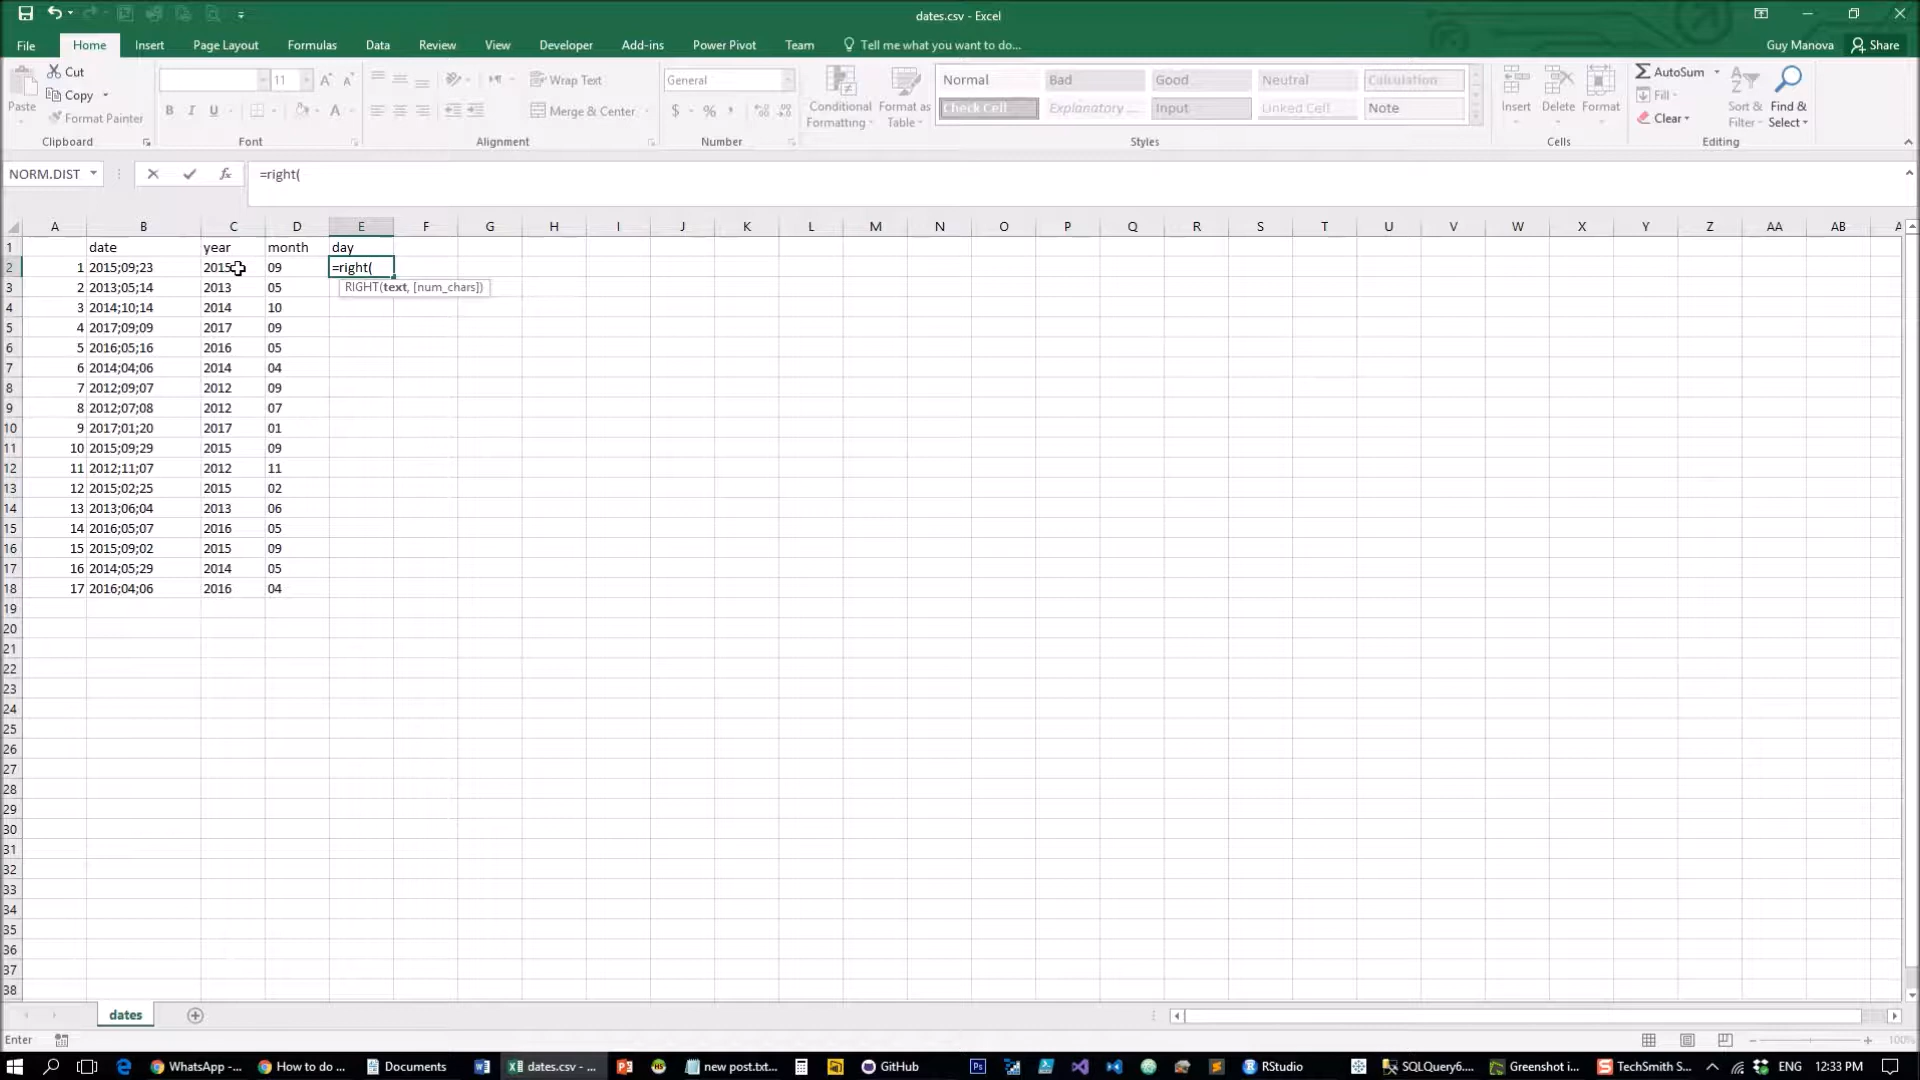 dates.csv - Excel
File Home Insert Page Layout Formulas Data Review View Developer Add-ins Power Pivot Team Tell me what you want to do... Guy Manova Share
Paste Cut Copy Format Painter
11
Wrap Text
Merge & Center
General
$ % ,
Conditional Formatting Format as Table
Normal Bad Good Neutral Calculation
Check Cell Explanatory ... Input Linked Cell Note
Insert Delete Format
AutoSum Fill Clear Sort & Filter Find & Select
Clipboard Font Alignment Number Styles Cells Editing
NORM.DIST fx =right(
A B C D E F G H I J K L M N O P Q R S T U V W X Y Z AA AB
1 date year month day
2 1 2015;09;23 2015 09 =right(
3 2 2013;05;14 2013 05 RIGHT(text, [num_chars])
4 3 2014;10;14 2014 10
5 4 2017;09;09 2017 09
6 5 2016;05;16 2016 05
7 6 2014;04;06 2014 04
8 7 2012;09;07 2012 09
9 8 2012;07;08 2012 07
10 9 2017;01;20 2017 01
11 10 2015;09;29 2015 09
12 11 2012;11;07 2012 11
13 12 2015;02;25 2015 02
14 13 2013;06;04 2013 06
15 14 2016;05;07 2016 05
16 15 2015;09;02 2015 09
17 16 2014;05;29 2014 05
18 17 2016;04;06 2016 04
19
20
21
22
23
24
25
26
27
28
29
30
31
32
33
34
35
36
37
38
dates
Enter 100%
WhatsApp -... How to do ... Documents dates.csv - ... new post.txt... GitHub RStudio SQLQuery6.... Greenshot i... TechSmith S... ENG 12:33 PM